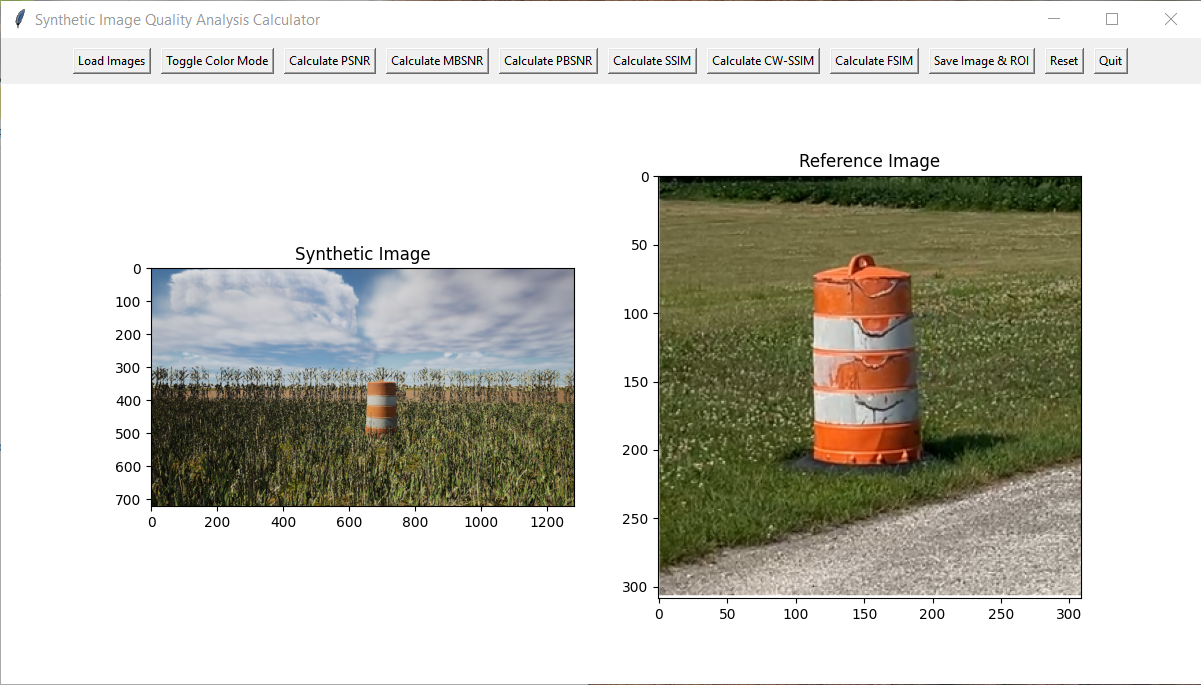 Synthetic Image Quality Analysis Calculator
Load Images Toggle Color Mode Calculate PSNR Calculate MBSNR Calculate PBSNR Calculate SSIM Calculate CW-SSIM Calculate FSIM Save Image & ROI Reset Quit
Synthetic Image
0
100
200
300
400
500
600
700
0 200 400 600 800 1000 1200
Reference Image
0
50
100
150
200
250
300
0 50 100 150 200 250 300